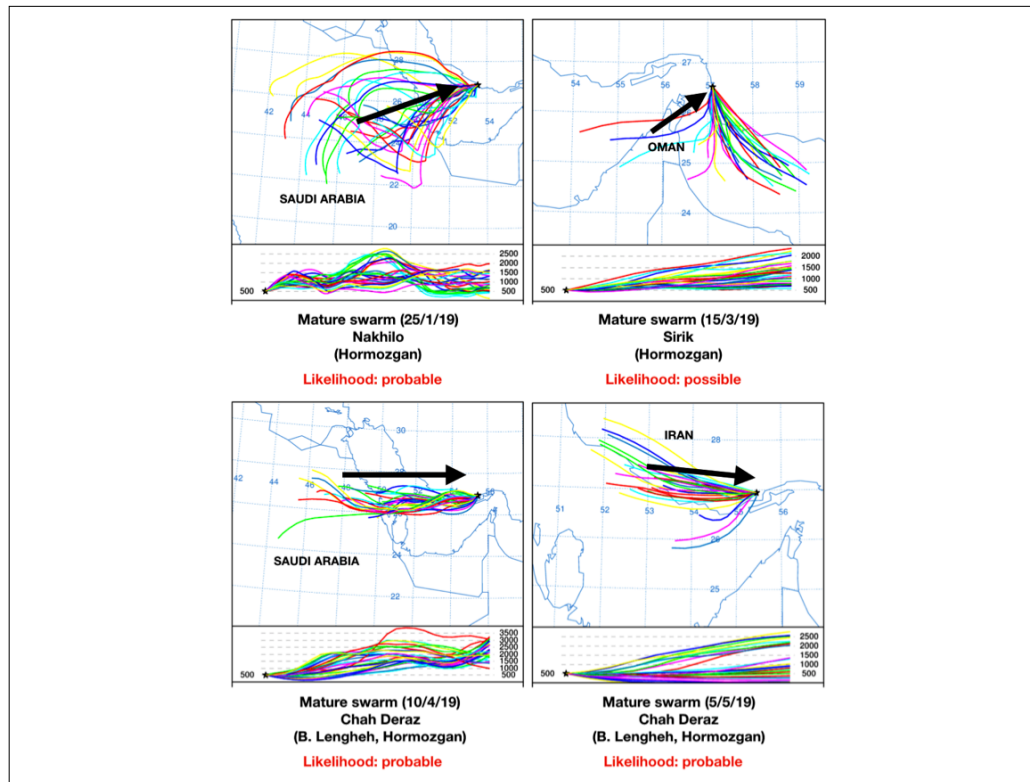 28
42
44
26
52
54
22
SAUDI ARABIA
20
2500
2000
1500
1000
500
500
Mature swarm (25/1/19)
Nakhilo
(Hormozgan)
Likelihood: probable
27
54
55
56
58
59
OMAN
25
24
2000
1500
1000
500
500
Mature swarm (15/3/19)
Sirik
(Hormozgan)
Likelihood: possible
30
28
42
44
46
48
56
SAUDI ARABIA
24
22
3500
3000
2500
2000
1500
1000
500
500
Mature swarm (10/4/19)
Chah Deraz
(B. Lengheh, Hormozgan)
Likelihood: probable
IRAN
28
51
52
53
54
55
56
26
25
2500
2000
1500
1000
500
500
Mature swarm (5/5/19)
Chah Deraz
(B. Lengheh, Hormozgan)
Likelihood: probable